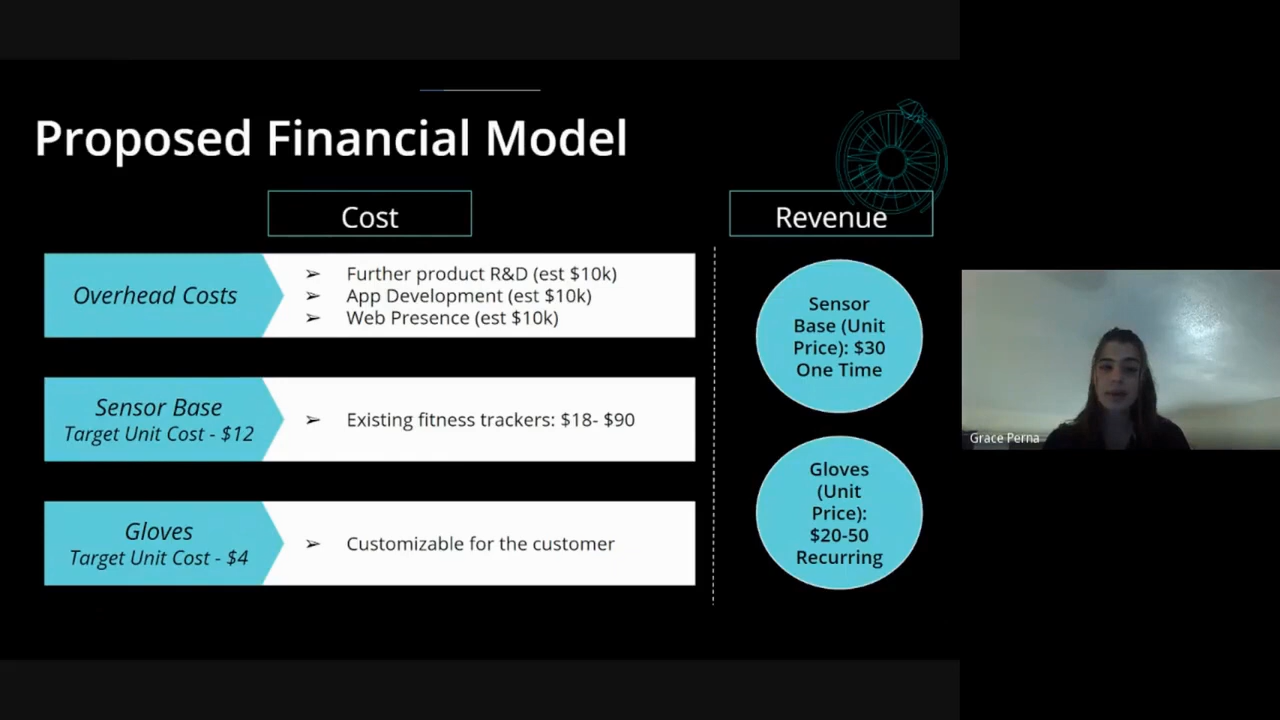 Proposed Financial Model
Cost
Revenue
Overhead Costs
➢ Further product R&D (est $10k)
➢ App Development (est $10k)
➢ Web Presence (est $10k)
Sensor Base
Target Unit Cost - $12
➢ Existing fitness trackers: $18- $90
Gloves
Target Unit Cost - $4
➢ Customizable for the customer
Sensor
Base (Unit
Price): $30
One Time
Gloves
(Unit
Price):
$20-50
Recurring
Grace Perna